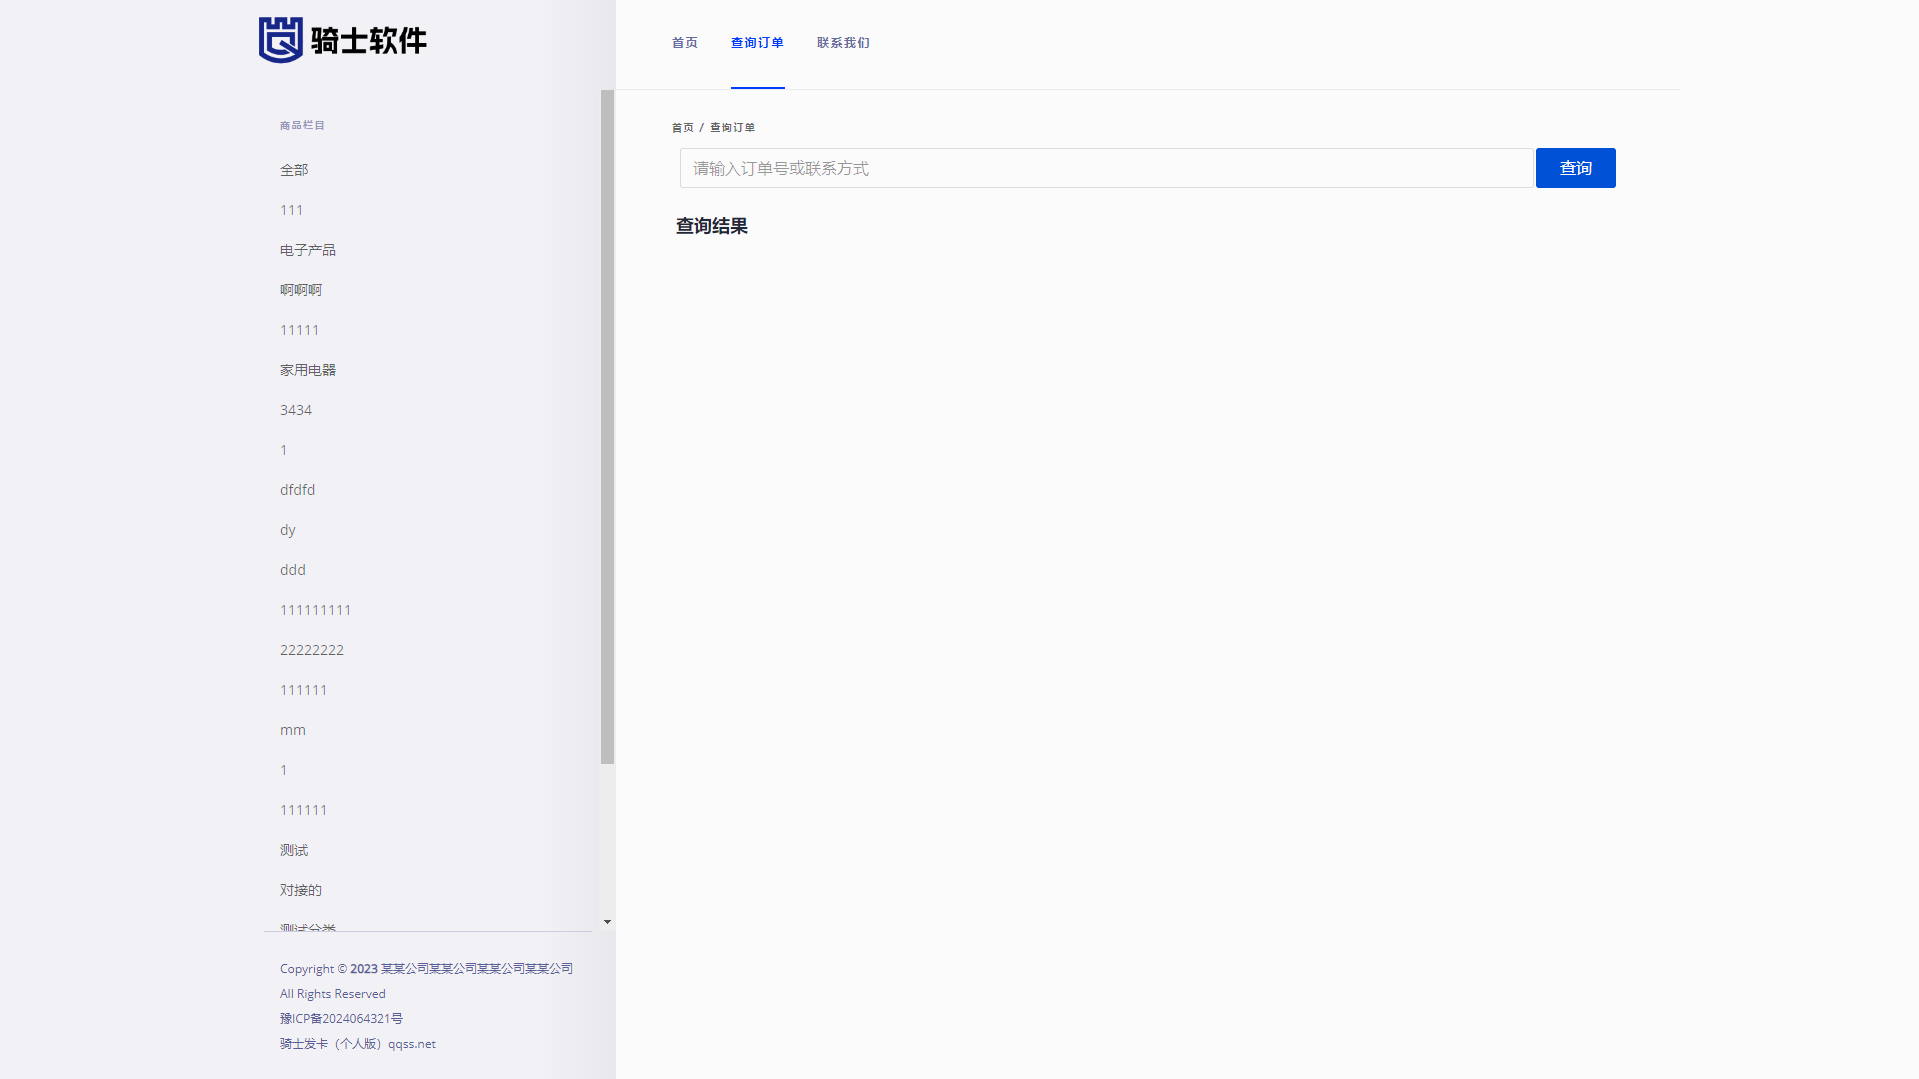 骑士软件
商品栏目
全部
111
电子产品
啊啊啊
11111
家用电器
3434
1
dfdfd
dy
ddd
111111111
22222222
111111
mm
1
111111
测试
对接的
测试分类
Copyright © 2023 某某公司某某公司某某公司某某公司
All Rights Reserved
豫ICP备2024064321号
骑士发卡（个人版）qqss.net
首页 查询订单 联系我们
首页 / 查询订单
请输入订单号或联系方式 查询
查询结果